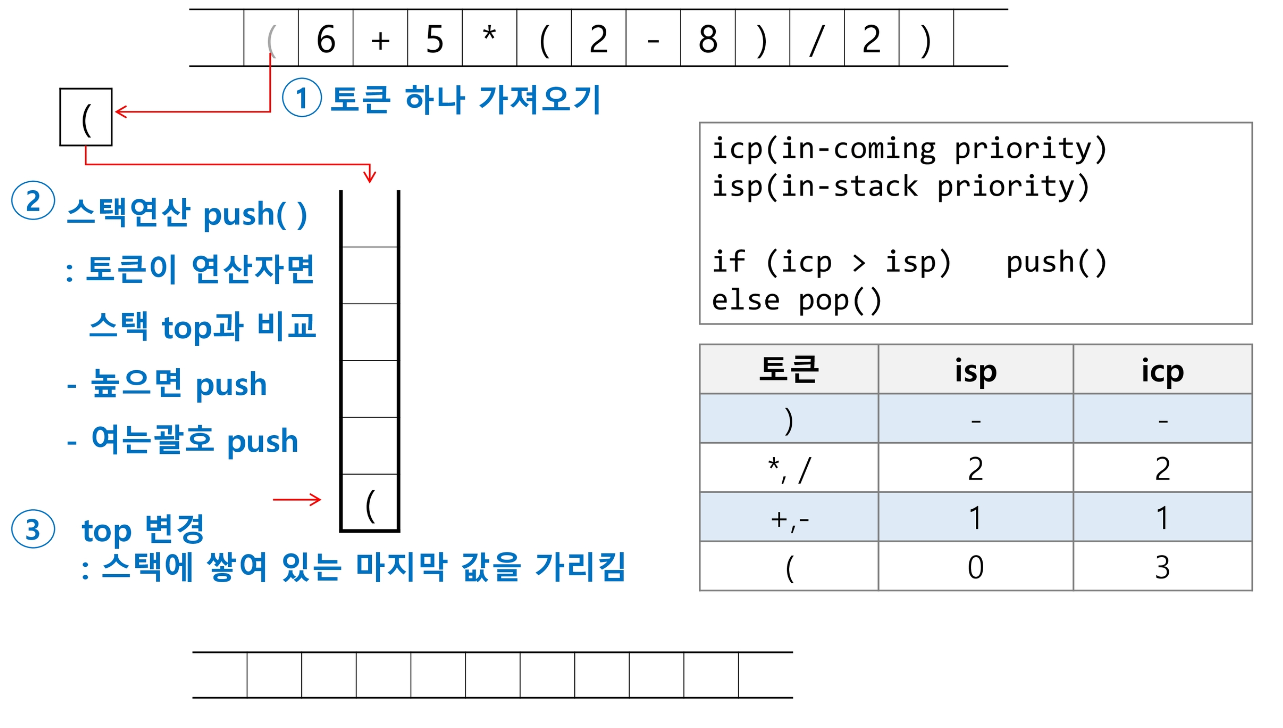 ( 6 + 5 * ( 2 - 8 ) / 2 )
① 토큰 하나 가져오기
(
② 스택연산 push( )
: 토큰이 연산자면
스택 top과 비교
- 높으면 push
- 여는괄호 push
(
③ top 변경
: 스택에 쌓여 있는 마지막 값을 가리킴
icp(in-coming priority)
isp(in-stack priority)
if (icp > isp) push()
else pop()
토큰 isp icp
) - -
*, / 2 2
+,- 1 1
( 0 3